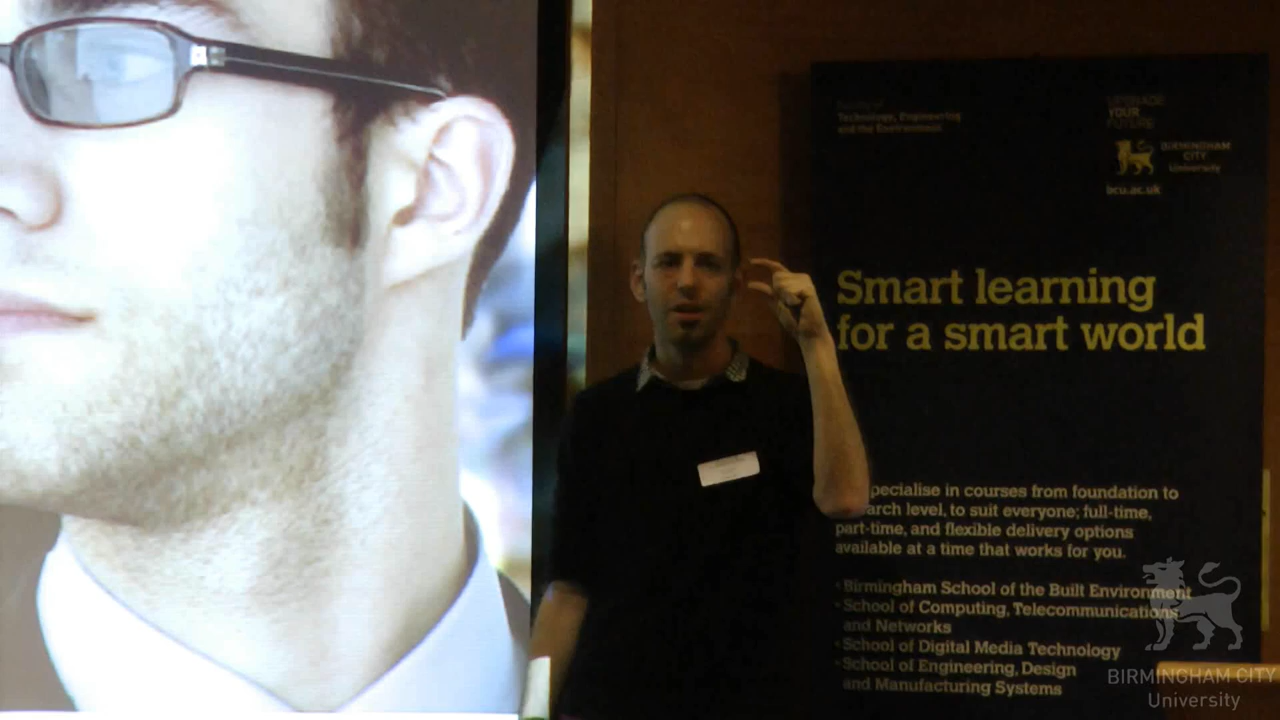 Faculty of
Technology, Engineering
and the Environment
UPGRADE
YOUR
FUTURE
BIRMINGHAM
CITY
University
bcu.ac.uk
Smart learning
for a smart world
pecialise in courses from foundation to
arch level, to suit everyone; full-time,
part-time, and flexible delivery options
available at a time that works for you.
· Birmingham School of the Built Environment
· School of Computing, Telecommunications
and Networks
· School of Digital Media Technology
· School of Engineering, Design
and Manufacturing Systems
BIRMINGHAM CITY
University